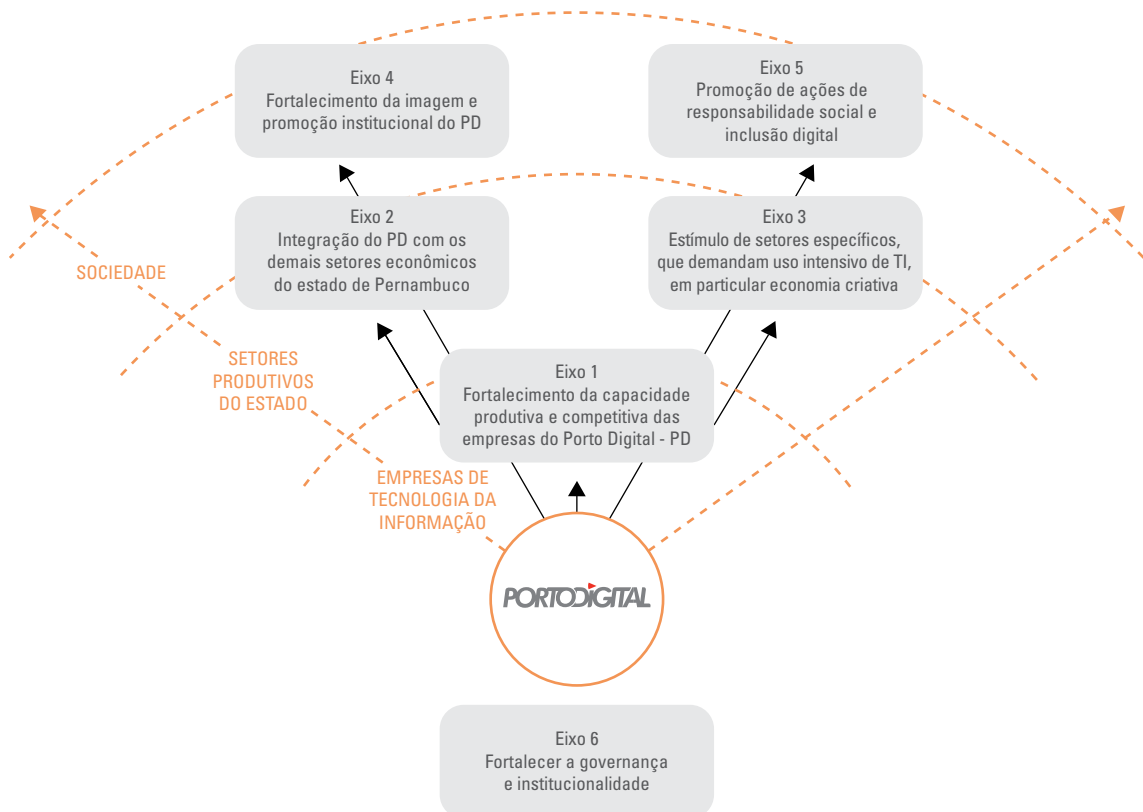 Eixo 4
Fortalecimento da imagem e
promoção institucional do PD
Eixo 5
Promoção de ações de
responsabilidade social e
inclusão digital
Eixo 2
Integração do PD com os
demais setores econômicos
do estado de Pernambuco
Eixo 3
Estímulo de setores específicos,
que demandam uso intensivo de TI,
em particular economia criativa
SOCIEDADE
SETORES
PRODUTIVOS
DO ESTADO
Eixo 1
Fortalecimento da capacidade
produtiva e competitiva das
empresas do Porto Digital - PD
EMPRESAS DE
TECNOLOGIA DA
INFORMAÇÃO
PORTODIGITAL
Eixo 6
Fortalecer a governança
e institucionalidade